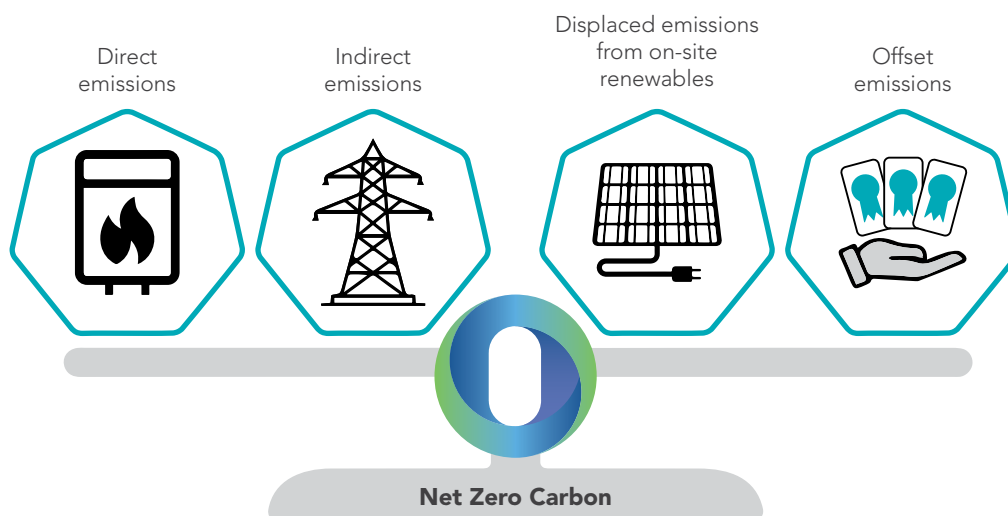 Direct
emissions
Indirect
emissions
Displaced emissions
from on-site
renewables
Offset
emissions
Net Zero Carbon